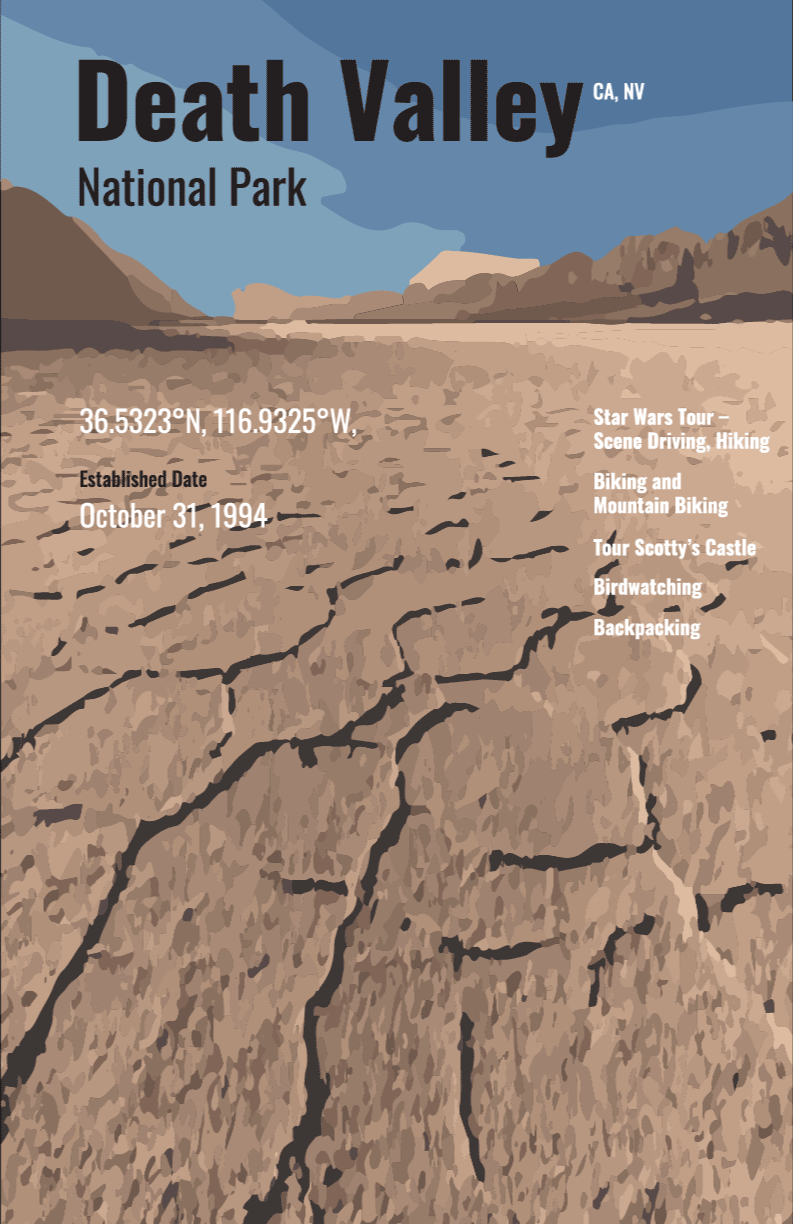 Death Valley
CA, NV
National Park
36.5323°N, 116.9325°W,
Established Date
October 31, 1994
Star Wars Tour –
Scene Driving, Hiking
Biking and
Mountain Biking
Tour Scotty’s Castle
Birdwatching
Backpacking